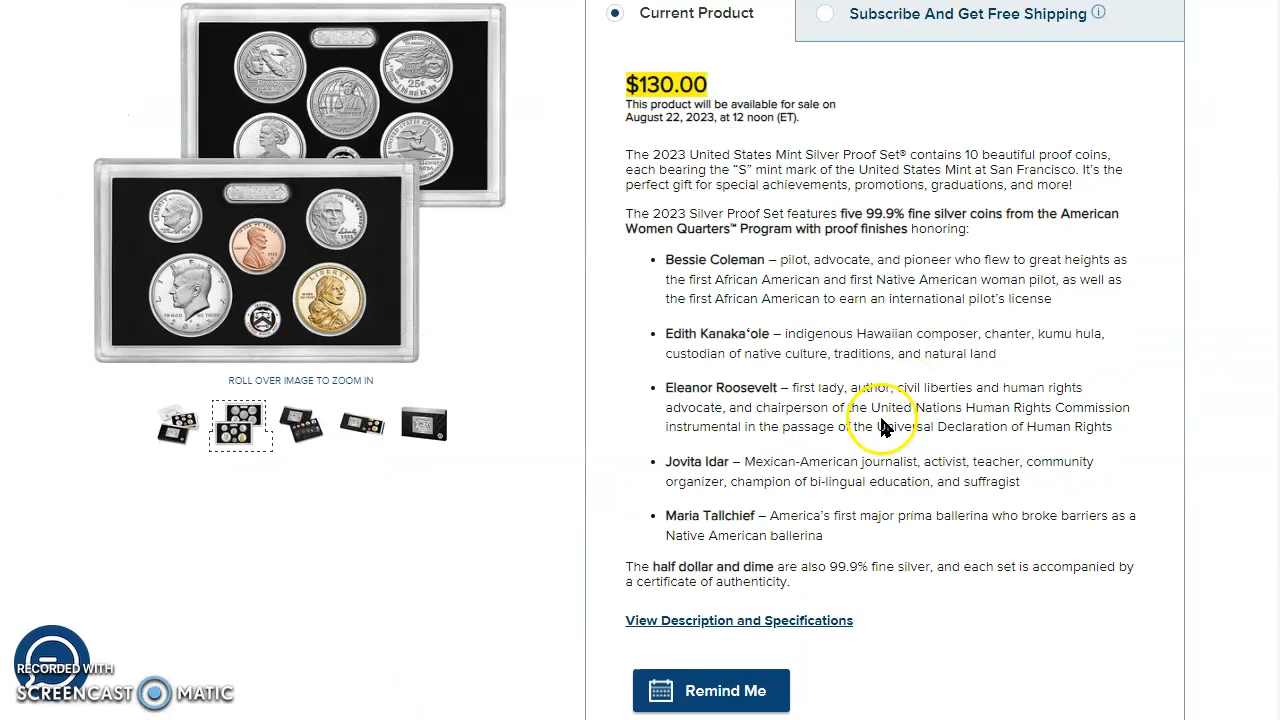 Current Product
Subscribe And Get Free Shipping
$130.00
This product will be available for sale on
August 22, 2023, at 12 noon (ET).
The 2023 United States Mint Silver Proof Set® contains 10 beautiful proof coins,
each bearing the “S” mint mark of the United States Mint at San Francisco. It’s the
perfect gift for special achievements, promotions, graduations, and more!
The 2023 Silver Proof Set features five 99.9% fine silver coins from the American
Women Quarters™ Program with proof finishes honoring:
• Bessie Coleman – pilot, advocate, and pioneer who flew to great heights as
the first African American and first Native American woman pilot, as well as
the first African American to earn an international pilot’s license
• Edith Kanakaʻole – indigenous Hawaiian composer, chanter, kumu hula,
custodian of native culture, traditions, and natural land
• Eleanor Roosevelt – first lady, author, civil liberties and human rights
advocate, and chairperson of the United Nations Human Rights Commission
instrumental in the passage of the Universal Declaration of Human Rights
• Jovita Idar – Mexican-American journalist, activist, teacher, community
organizer, champion of bi-lingual education, and suffragist
• Maria Tallchief – America’s first major prima ballerina who broke barriers as a
Native American ballerina
The half dollar and dime are also 99.9% fine silver, and each set is accompanied by
a certificate of authenticity.
View Description and Specifications
Remind Me
ROLL OVER IMAGE TO ZOOM IN
LIBERTY
25¢
RECORDED WITH
SCREENCAST MATIC